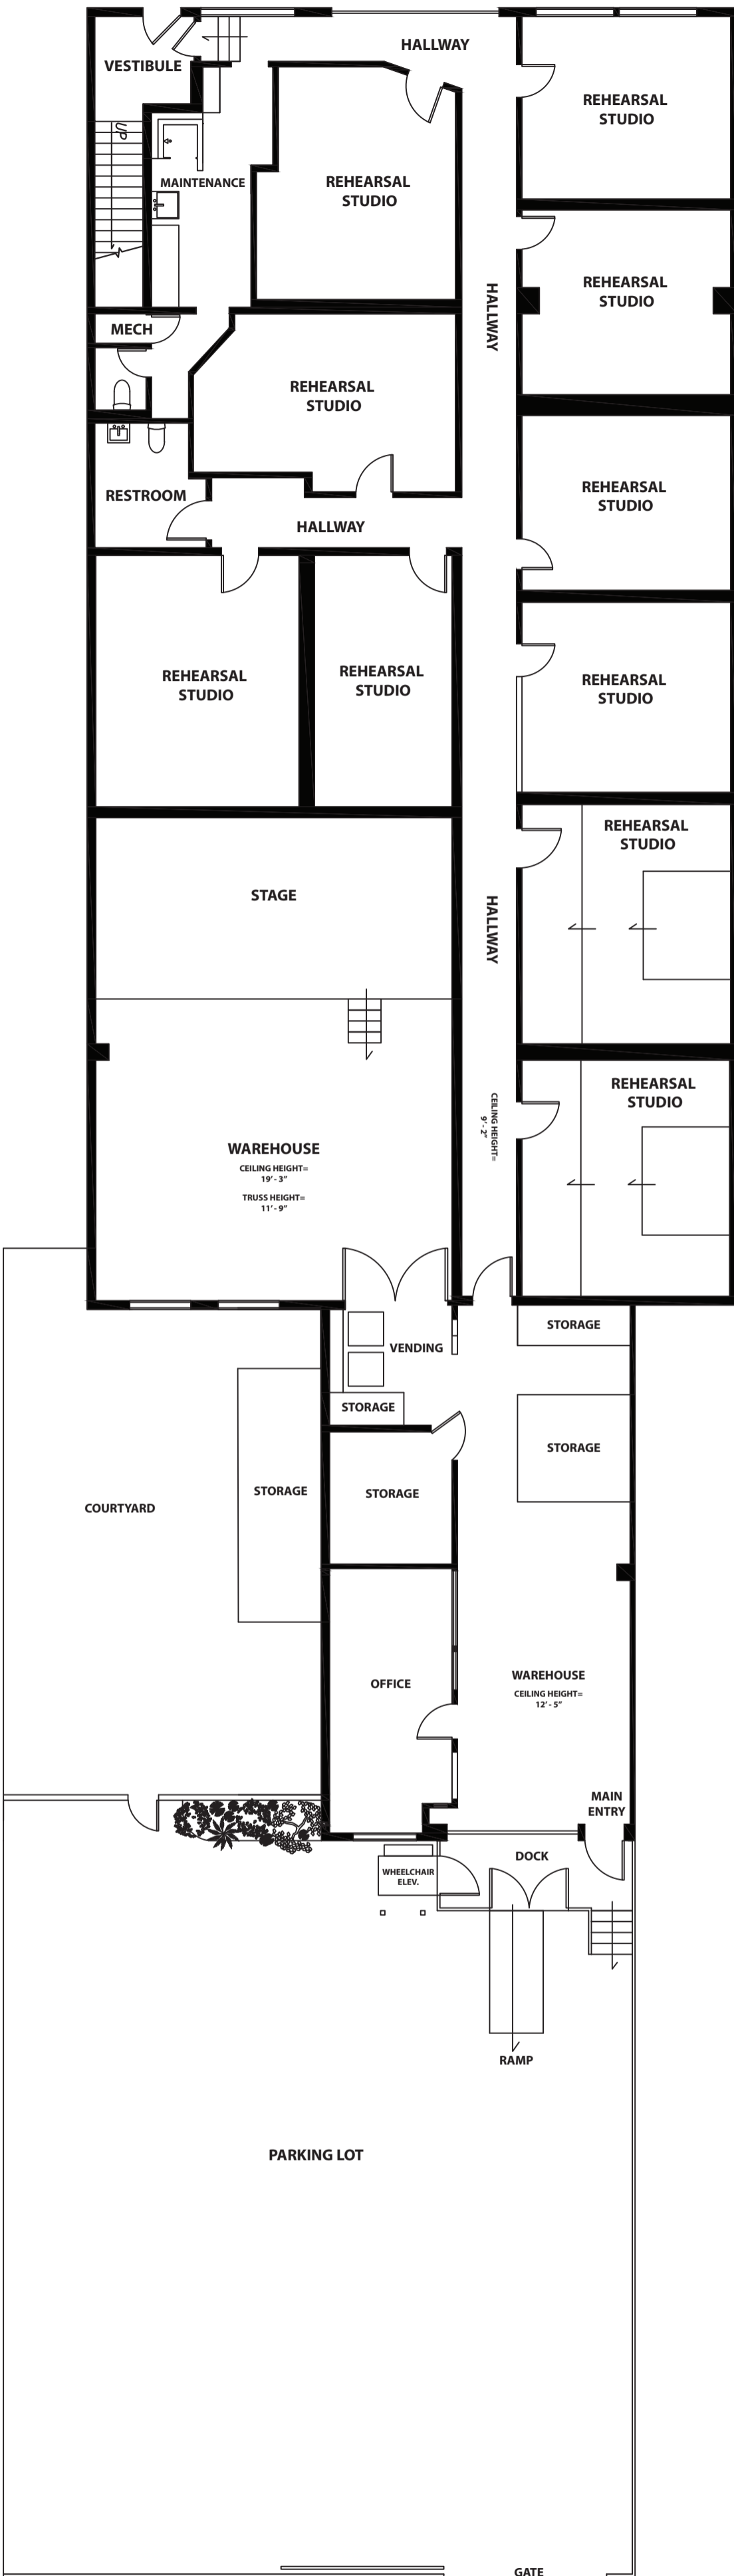 HALLWAY
VESTIBULE
REHEARSAL
STUDIO
UP
MAINTENANCE
REHEARSAL
STUDIO
REHEARSAL
STUDIO
HALLWAY
MECH
REHEARSAL
STUDIO
RESTROOM
REHEARSAL
STUDIO
HALLWAY
REHEARSAL
STUDIO
REHEARSAL
STUDIO
REHEARSAL
STUDIO
REHEARSAL
STUDIO
STAGE
HALLWAY
REHEARSAL
STUDIO
CEILING HEIGHT=
9' - 2"
WAREHOUSE
CEILING HEIGHT=
19' - 3"
TRUSS HEIGHT=
11' - 9"
STORAGE
VENDING
STORAGE
STORAGE
STORAGE
STORAGE
COURTYARD
OFFICE
WAREHOUSE
CEILING HEIGHT=
12' - 5"
MAIN
ENTRY
DOCK
WHEELCHAIR
ELEV.
RAMP
PARKING LOT
GATE